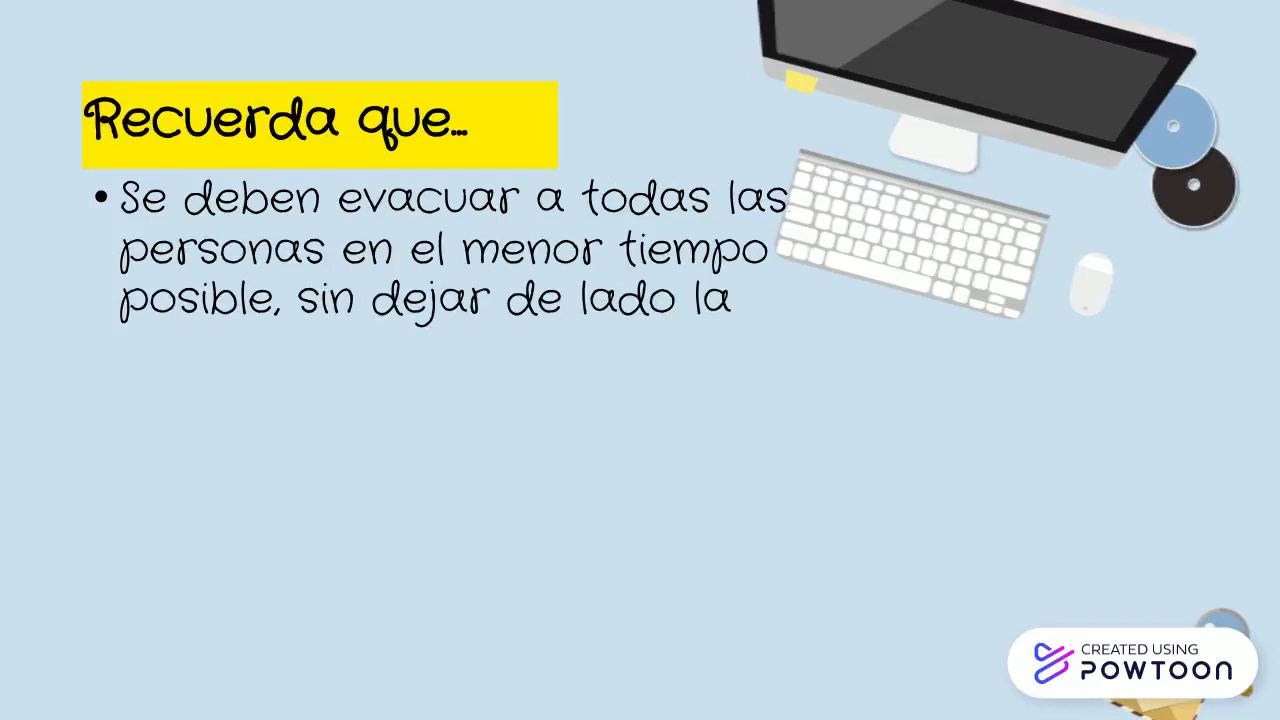 Recuerda que...
• Se deben evacuar a todas las
personas en el menor tiempo
posible, sin dejar de lado la
CREATED USING
POWTOON